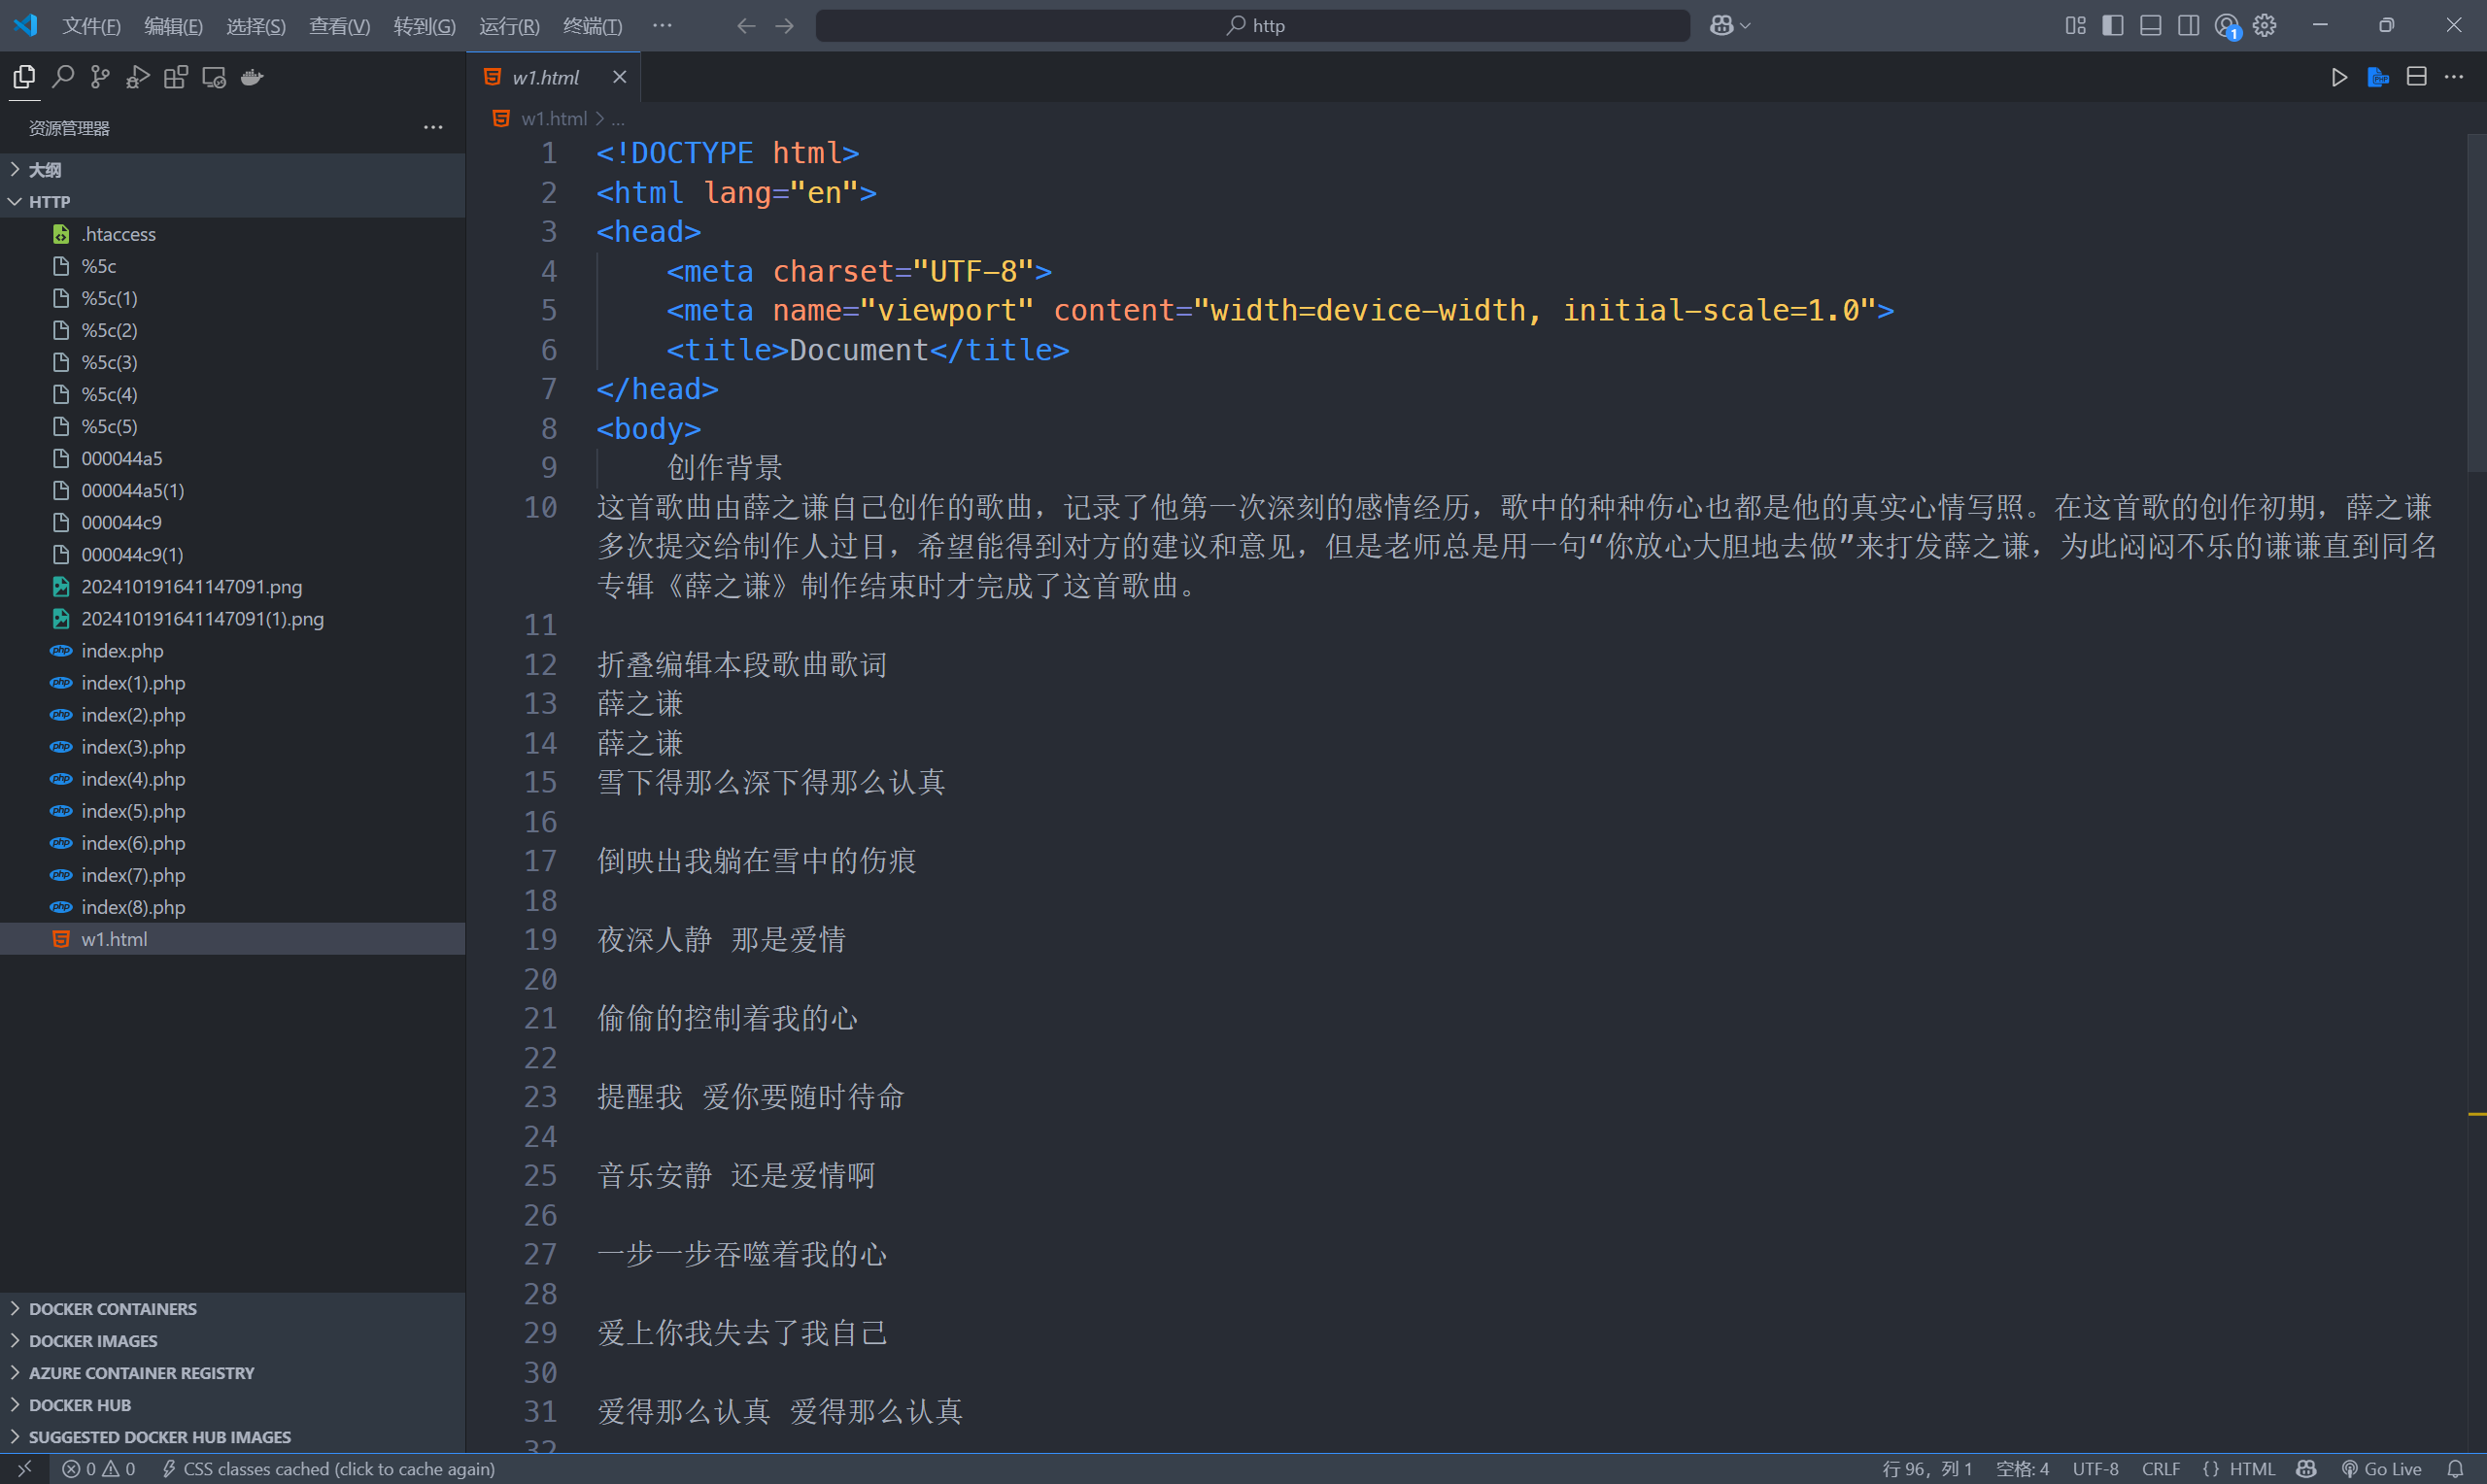 文件(F) 编辑(E) 选择(S) 查看(V) 转到(G) 运行(R) 终端(T) ··· http
1
资源管理器
大纲
HTTP
.htaccess
%5c
%5c(1)
%5c(2)
%5c(3)
%5c(4)
%5c(5)
000044a5
000044a5(1)
000044c9
000044c9(1)
202410191641147091.png
202410191641147091(1).png
index.php
index(1).php
index(2).php
index(3).php
index(4).php
index(5).php
index(6).php
index(7).php
index(8).php
w1.html
DOCKER CONTAINERS
DOCKER IMAGES
AZURE CONTAINER REGISTRY
DOCKER HUB
SUGGESTED DOCKER HUB IMAGES
w1.html
w1.html > ...
1 <!DOCTYPE html>
2 <html lang="en">
3 <head>
4     <meta charset="UTF-8">
5     <meta name="viewport" content="width=device-width, initial-scale=1.0">
6     <title>Document</title>
7 </head>
8 <body>
9     创作背景
10 这首歌曲由薛之谦自己创作的歌曲，记录了他第一次深刻的感情经历，歌中的种种伤心也都是他的真实心情写照。在这首歌的创作初期，薛之谦
多次提交给制作人过目，希望能得到对方的建议和意见，但是老师总是用一句“你放心大胆地去做”来打发薛之谦，为此闷闷不乐的谦谦直到同名
专辑《薛之谦》制作结束时才完成了这首歌曲。
11
12 折叠编辑本段歌曲歌词
13 薛之谦
14 薛之谦
15 雪下得那么深下得那么认真
16
17 倒映出我躺在雪中的伤痕
18
19 夜深人静 那是爱情
20
21 偷偷的控制着我的心
22
23 提醒我 爱你要随时待命
24
25 音乐安静 还是爱情啊
26
27 一步一步吞噬着我的心
28
29 爱上你我失去了我自己
30
31 爱得那么认真 爱得那么认真
32
0 0 CSS classes cached (click to cache again) 行 96，列 1 空格: 4 UTF-8 CRLF {} HTML Go Live